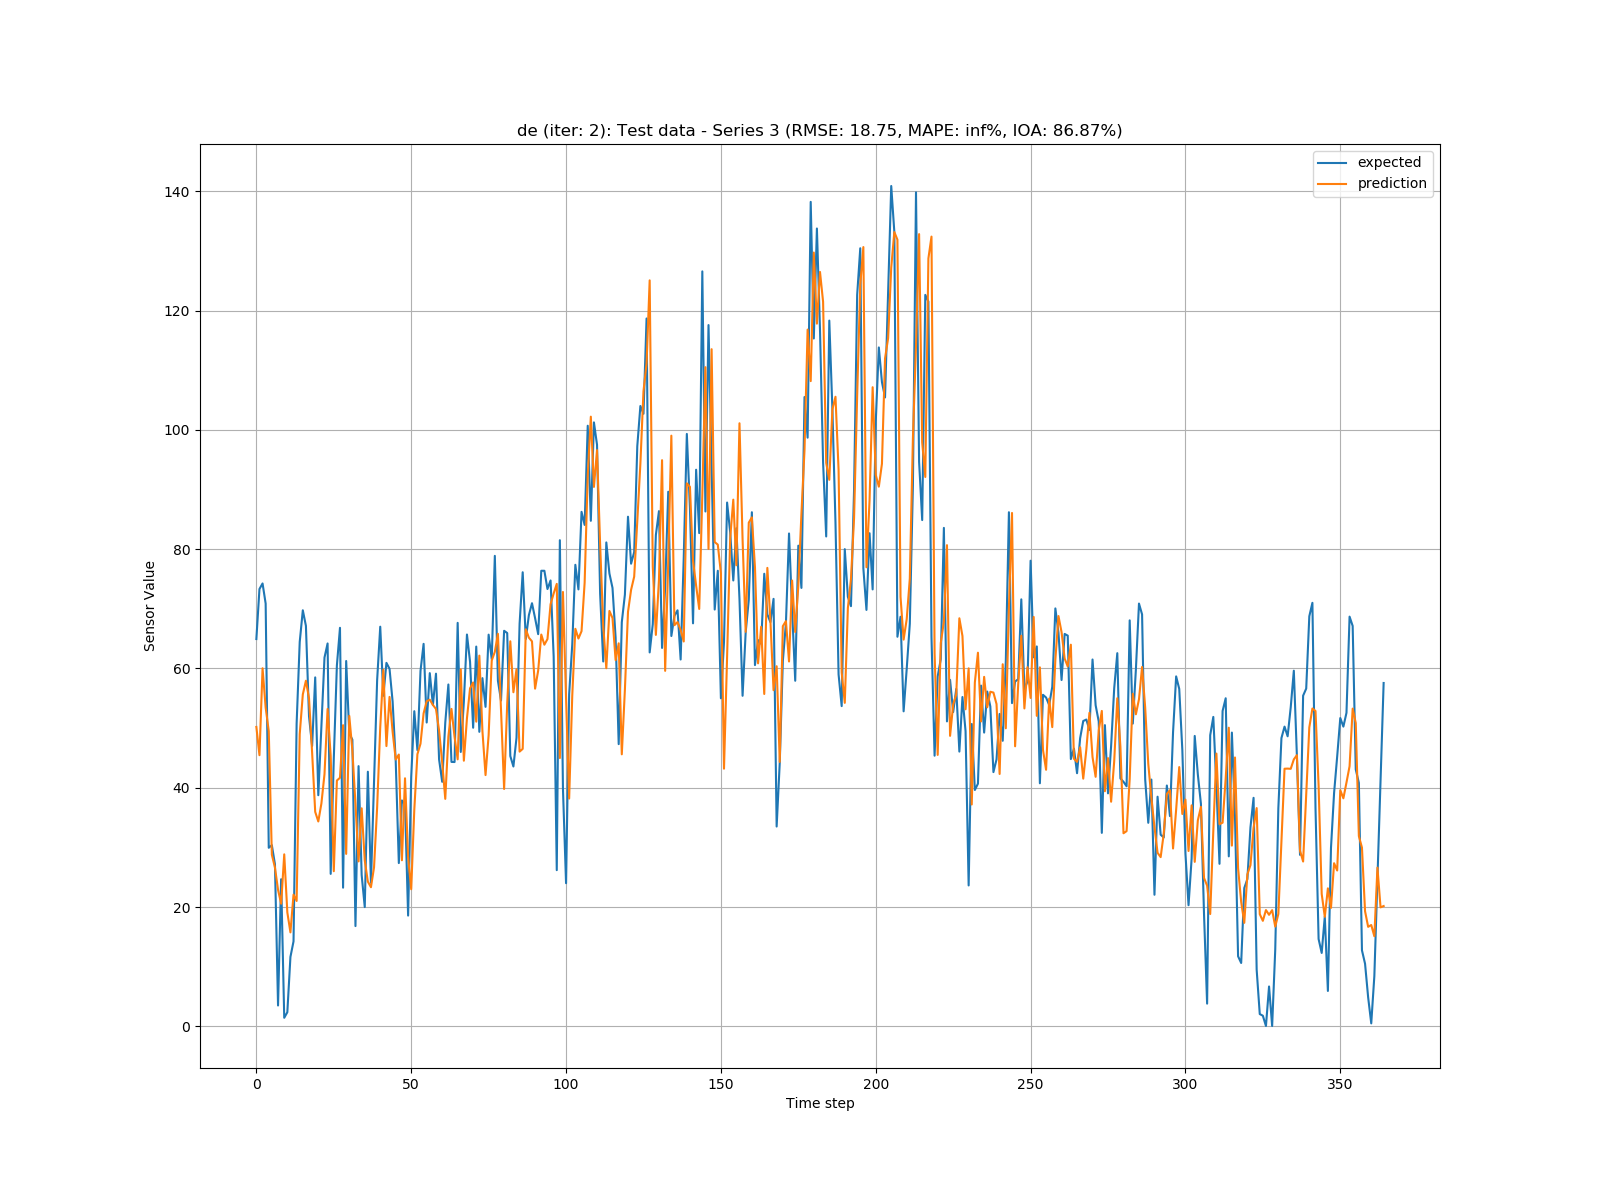 de (iter: 2): Test data - Series 3 (RMSE: 18.75, MAPE: inf%, IOA: 86.87%)
expected
prediction
140
120
100
80
60
40
20
0
Sensor Value
0 50 100 150 200 250 300 350
Time step